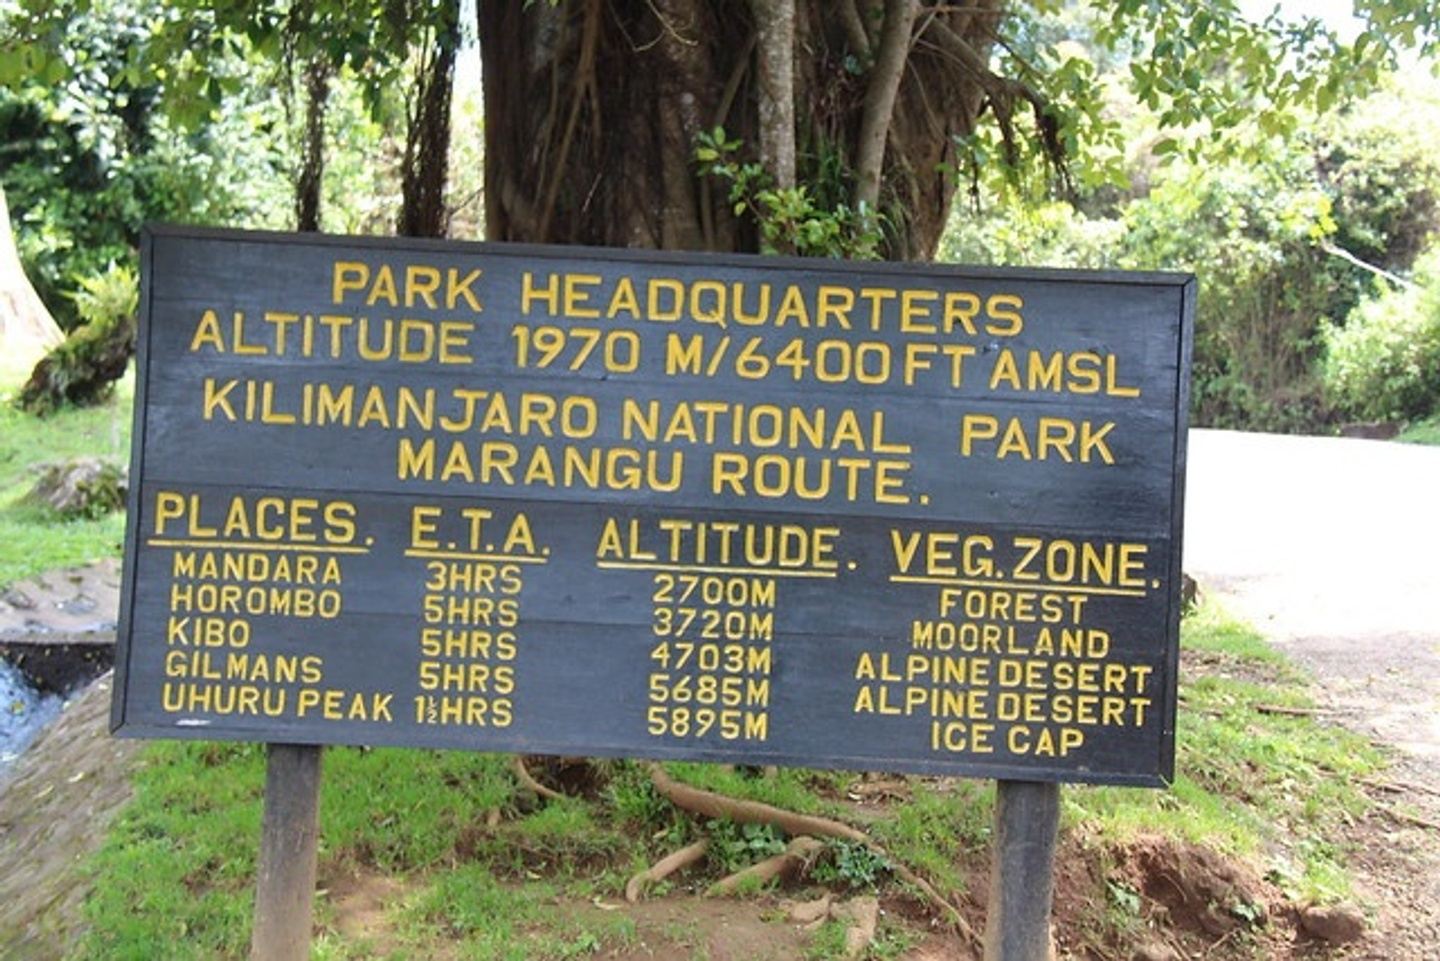 PARK HEADQUARTERS
ALTITUDE 1970 M/6400 FT AMSL
KILIMANJARO NATIONAL PARK
MARANGU ROUTE.
PLACES. E.T.A. ALTITUDE. VEG. ZONE.
MANDARA 3HRS 2700M FOREST
HOROMBO 5HRS 3720M MOORLAND
KIBO 5HRS 4703M ALPINE DESERT
GILMANS 5HRS 5685M ALPINE DESERT
UHURU PEAK 1½HRS 5895M ICE CAP